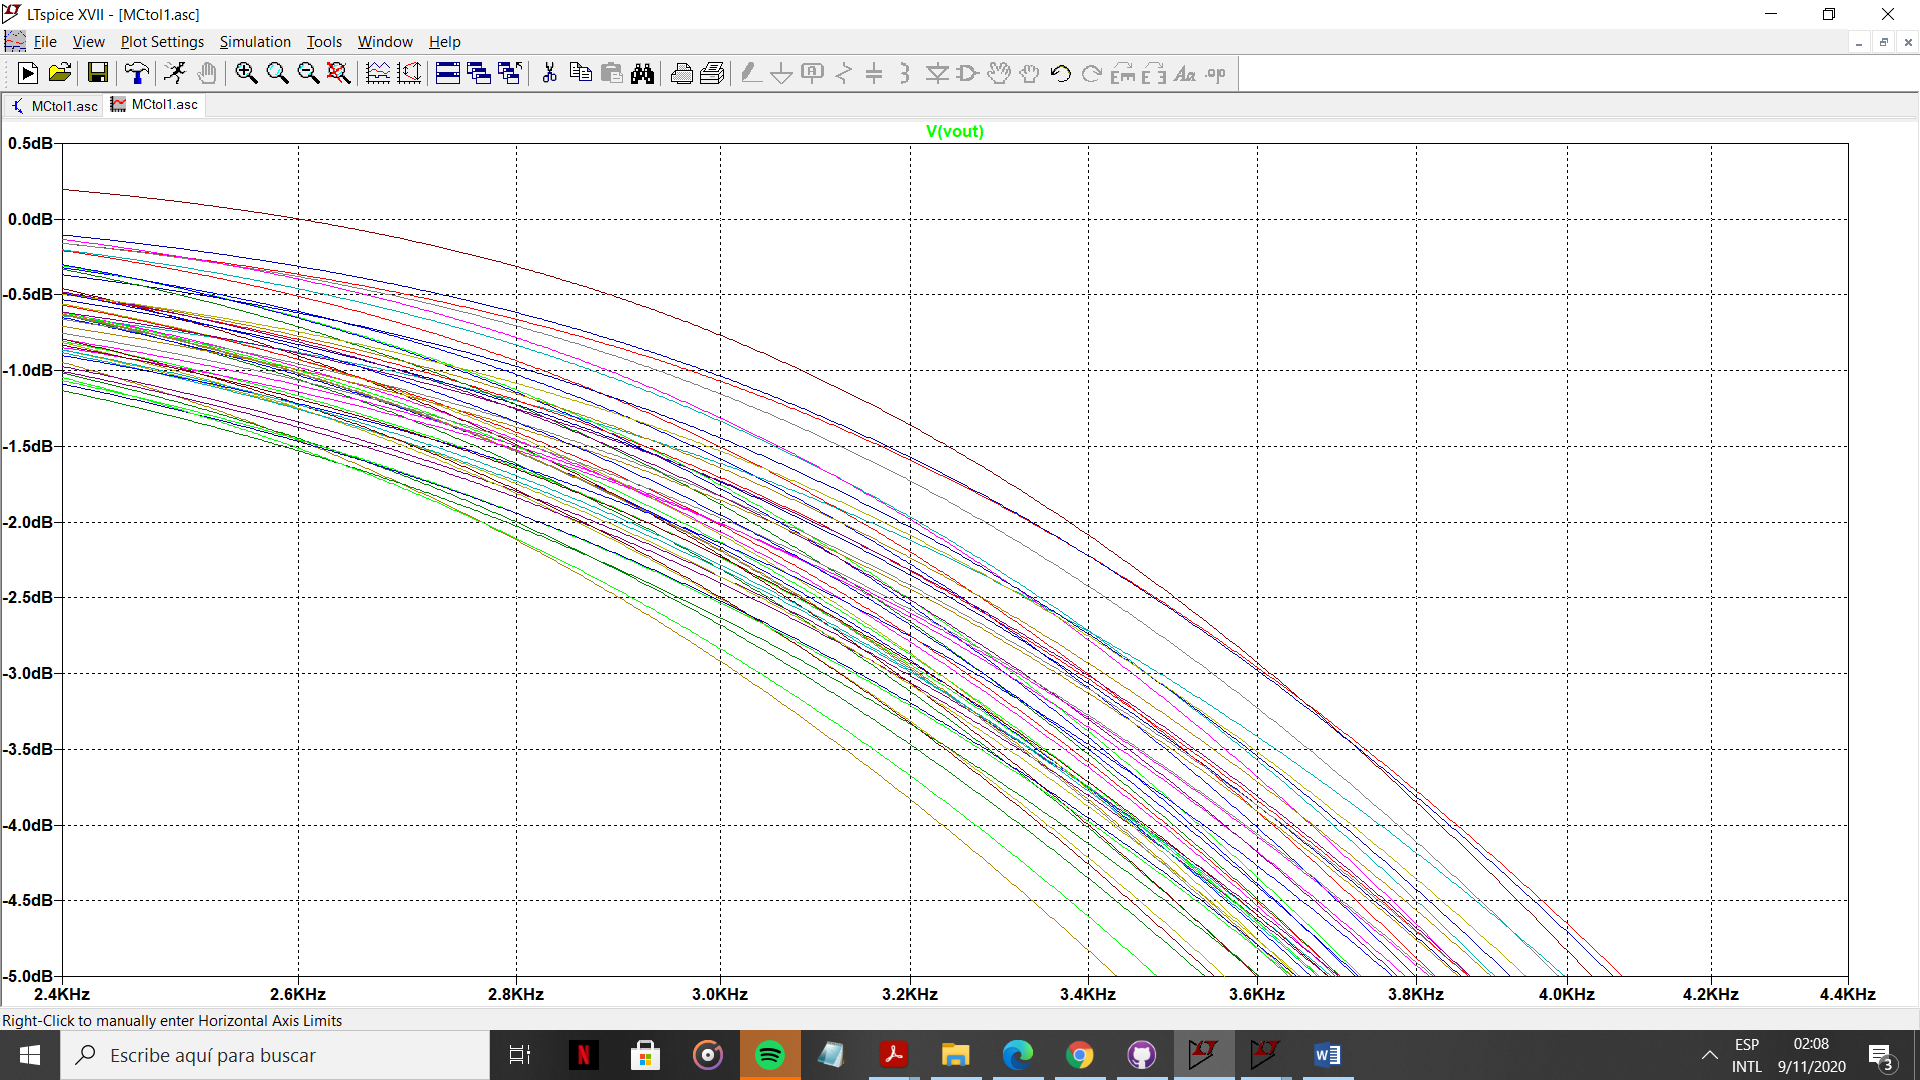 LTspice XVII - [MCtol1.asc]
File View Plot Settings Simulation Tools Window Help
.op
MCtol1.asc MCtol1.asc
V(vout)
0.5dB
0.0dB
-0.5dB
-1.0dB
-1.5dB
-2.0dB
-2.5dB
-3.0dB
-3.5dB
-4.0dB
-4.5dB
-5.0dB
2.4KHz 2.6KHz 2.8KHz 3.0KHz 3.2KHz 3.4KHz 3.6KHz 3.8KHz 4.0KHz 4.2KHz 4.4KHz
Right-Click to manually enter Horizontal Axis Limits
Escribe aquí para buscar
ESP
INTL
02:08
9/11/2020
3